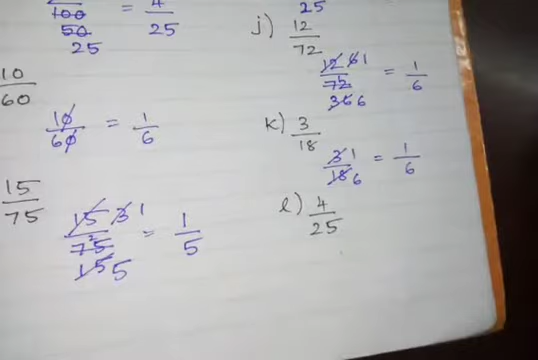 100 = 4/25
50
25
10/60
10/60 = 1/6
15/75
15 3 1/75 = 1/5
15 5
25
j) 12/72
12 6 1/72 = 1/6
36 6
k) 3/18
3 1/18 6 = 1/6
l) 4/25